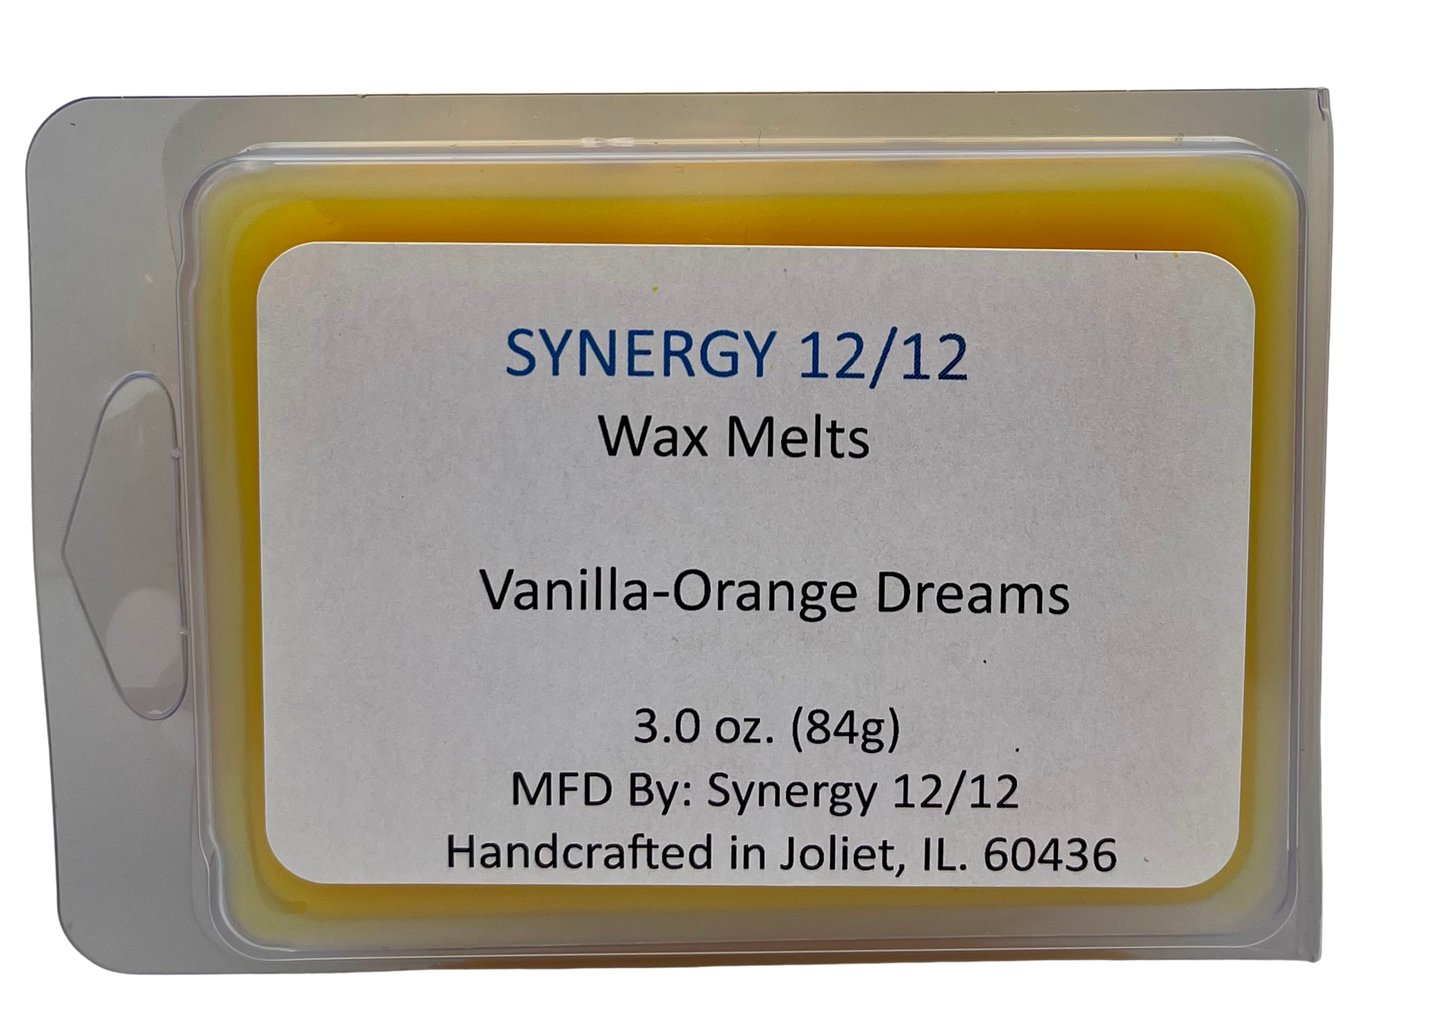 SYNERGY 12/12
Wax Melts
Vanilla-Orange Dreams
3.0 oz. (84g)
MFD By: Synergy 12/12
Handcrafted in Joliet, IL. 60436